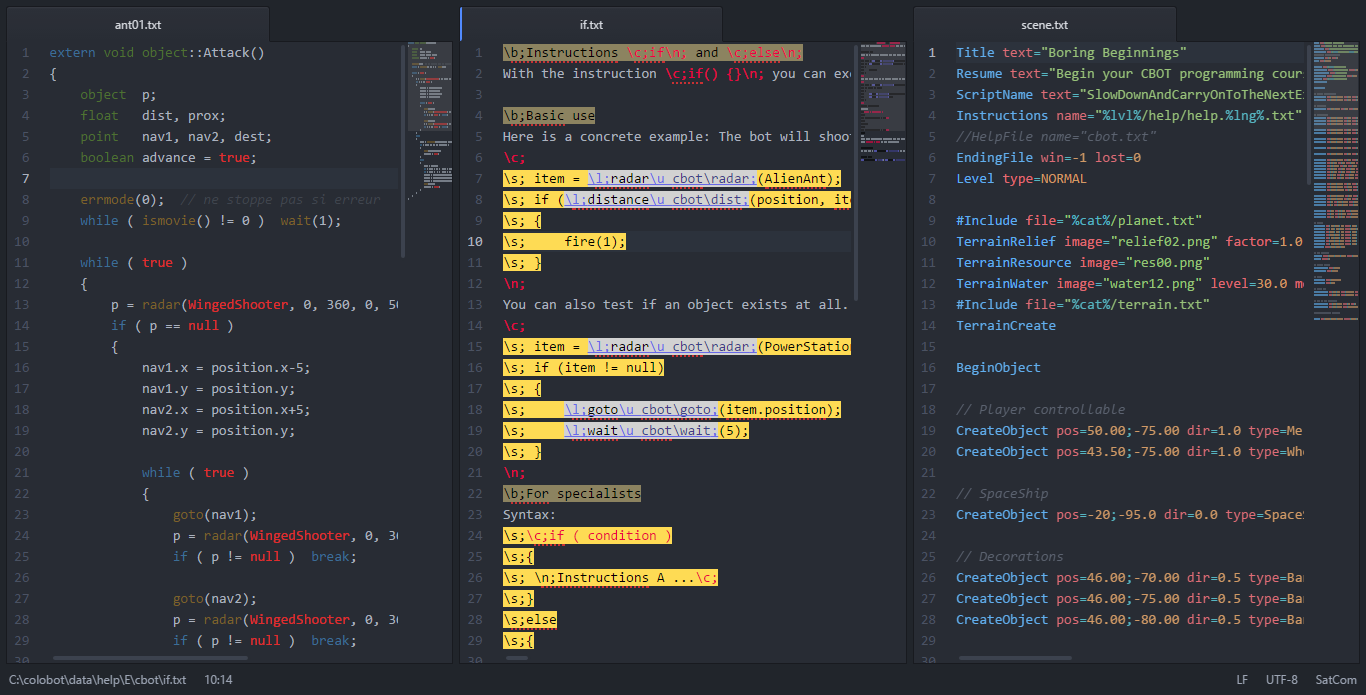 ant01.txt
1 extern void object::Attack()
2 {
3 object p;
4 float dist, prox;
5 point nav1, nav2, dest;
6 boolean advance = true;
7
8 errmode(0); // ne stoppe pas si erreur
9 while ( ismovie() != 0 ) wait(1);
10
11 while ( true )
12 {
13 p = radar(WingedShooter, 0, 360, 0, 50
14 if ( p == null )
15 {
16 nav1.x = position.x-5;
17 nav1.y = position.y;
18 nav2.x = position.x+5;
19 nav2.y = position.y;
20
21 while ( true )
22 {
23 goto(nav1);
24 p = radar(WingedShooter, 0, 36
25 if ( p != null ) break;
26
27 goto(nav2);
28 p = radar(WingedShooter, 0, 36
29 if ( p != null ) break;
30
if.txt
1 \b;Instructions \c;if\n; and \c;else\n;
2 With the instruction \c;if() {}\n; you can exe
3
4 \b;Basic use
5 Here is a concrete example: The bot will shoot
6 \c;
7 \s; item = \l;radar\u cbot\radar;(AlienAnt);
8 \s; if (\l;distance\u cbot\dist;(position, ite
9 \s; {
10 \s; fire(1);
11 \s; }
12 \n;
13 You can also test if an object exists at all.
14 \c;
15 \s; item = \l;radar\u cbot\radar;(PowerStation
16 \s; if (item != null)
17 \s; {
18 \s; \l;goto\u cbot\goto;(item.position);
19 \s; \l;wait\u cbot\wait;(5);
20 \s; }
21 \n;
22 \b;For specialists
23 Syntax:
24 \s;\c;if ( condition )
25 \s;{
26 \s; \n;Instructions A ...\c;
27 \s;}
28 \s;else
29 \s;{
30
scene.txt
1 Title text="Boring Beginnings"
2 Resume text="Begin your CBOT programming cour
3 ScriptName text="SlowDownAndCarryOnToTheNextE
4 Instructions name="%lvl%/help/help.%lng%.txt"
5 //HelpFile name="cbot.txt"
6 EndingFile win=-1 lost=0
7 Level type=NORMAL
8
9 #Include file="%cat%/planet.txt"
10 TerrainRelief image="relief02.png" factor=1.0
11 TerrainResource image="res00.png"
12 TerrainWater image="water12.png" level=30.0 mo
13 #Include file="%cat%/terrain.txt"
14 TerrainCreate
15
16 BeginObject
17
18 // Player controllable
19 CreateObject pos=50.00;-75.00 dir=1.0 type=Me
20 CreateObject pos=43.50;-75.00 dir=1.0 type=Whe
21
22 // SpaceShip
23 CreateObject pos=-20;-95.0 dir=0.0 type=SpaceS
24
25 // Decorations
26 CreateObject pos=46.00;-70.00 dir=0.5 type=Bar
27 CreateObject pos=46.00;-75.00 dir=0.5 type=Bar
28 CreateObject pos=46.00;-80.00 dir=0.5 type=Bar
29
30
C:\colobot\data\help\E\cbot\if.txt 10:14 LF UTF-8 SatCom